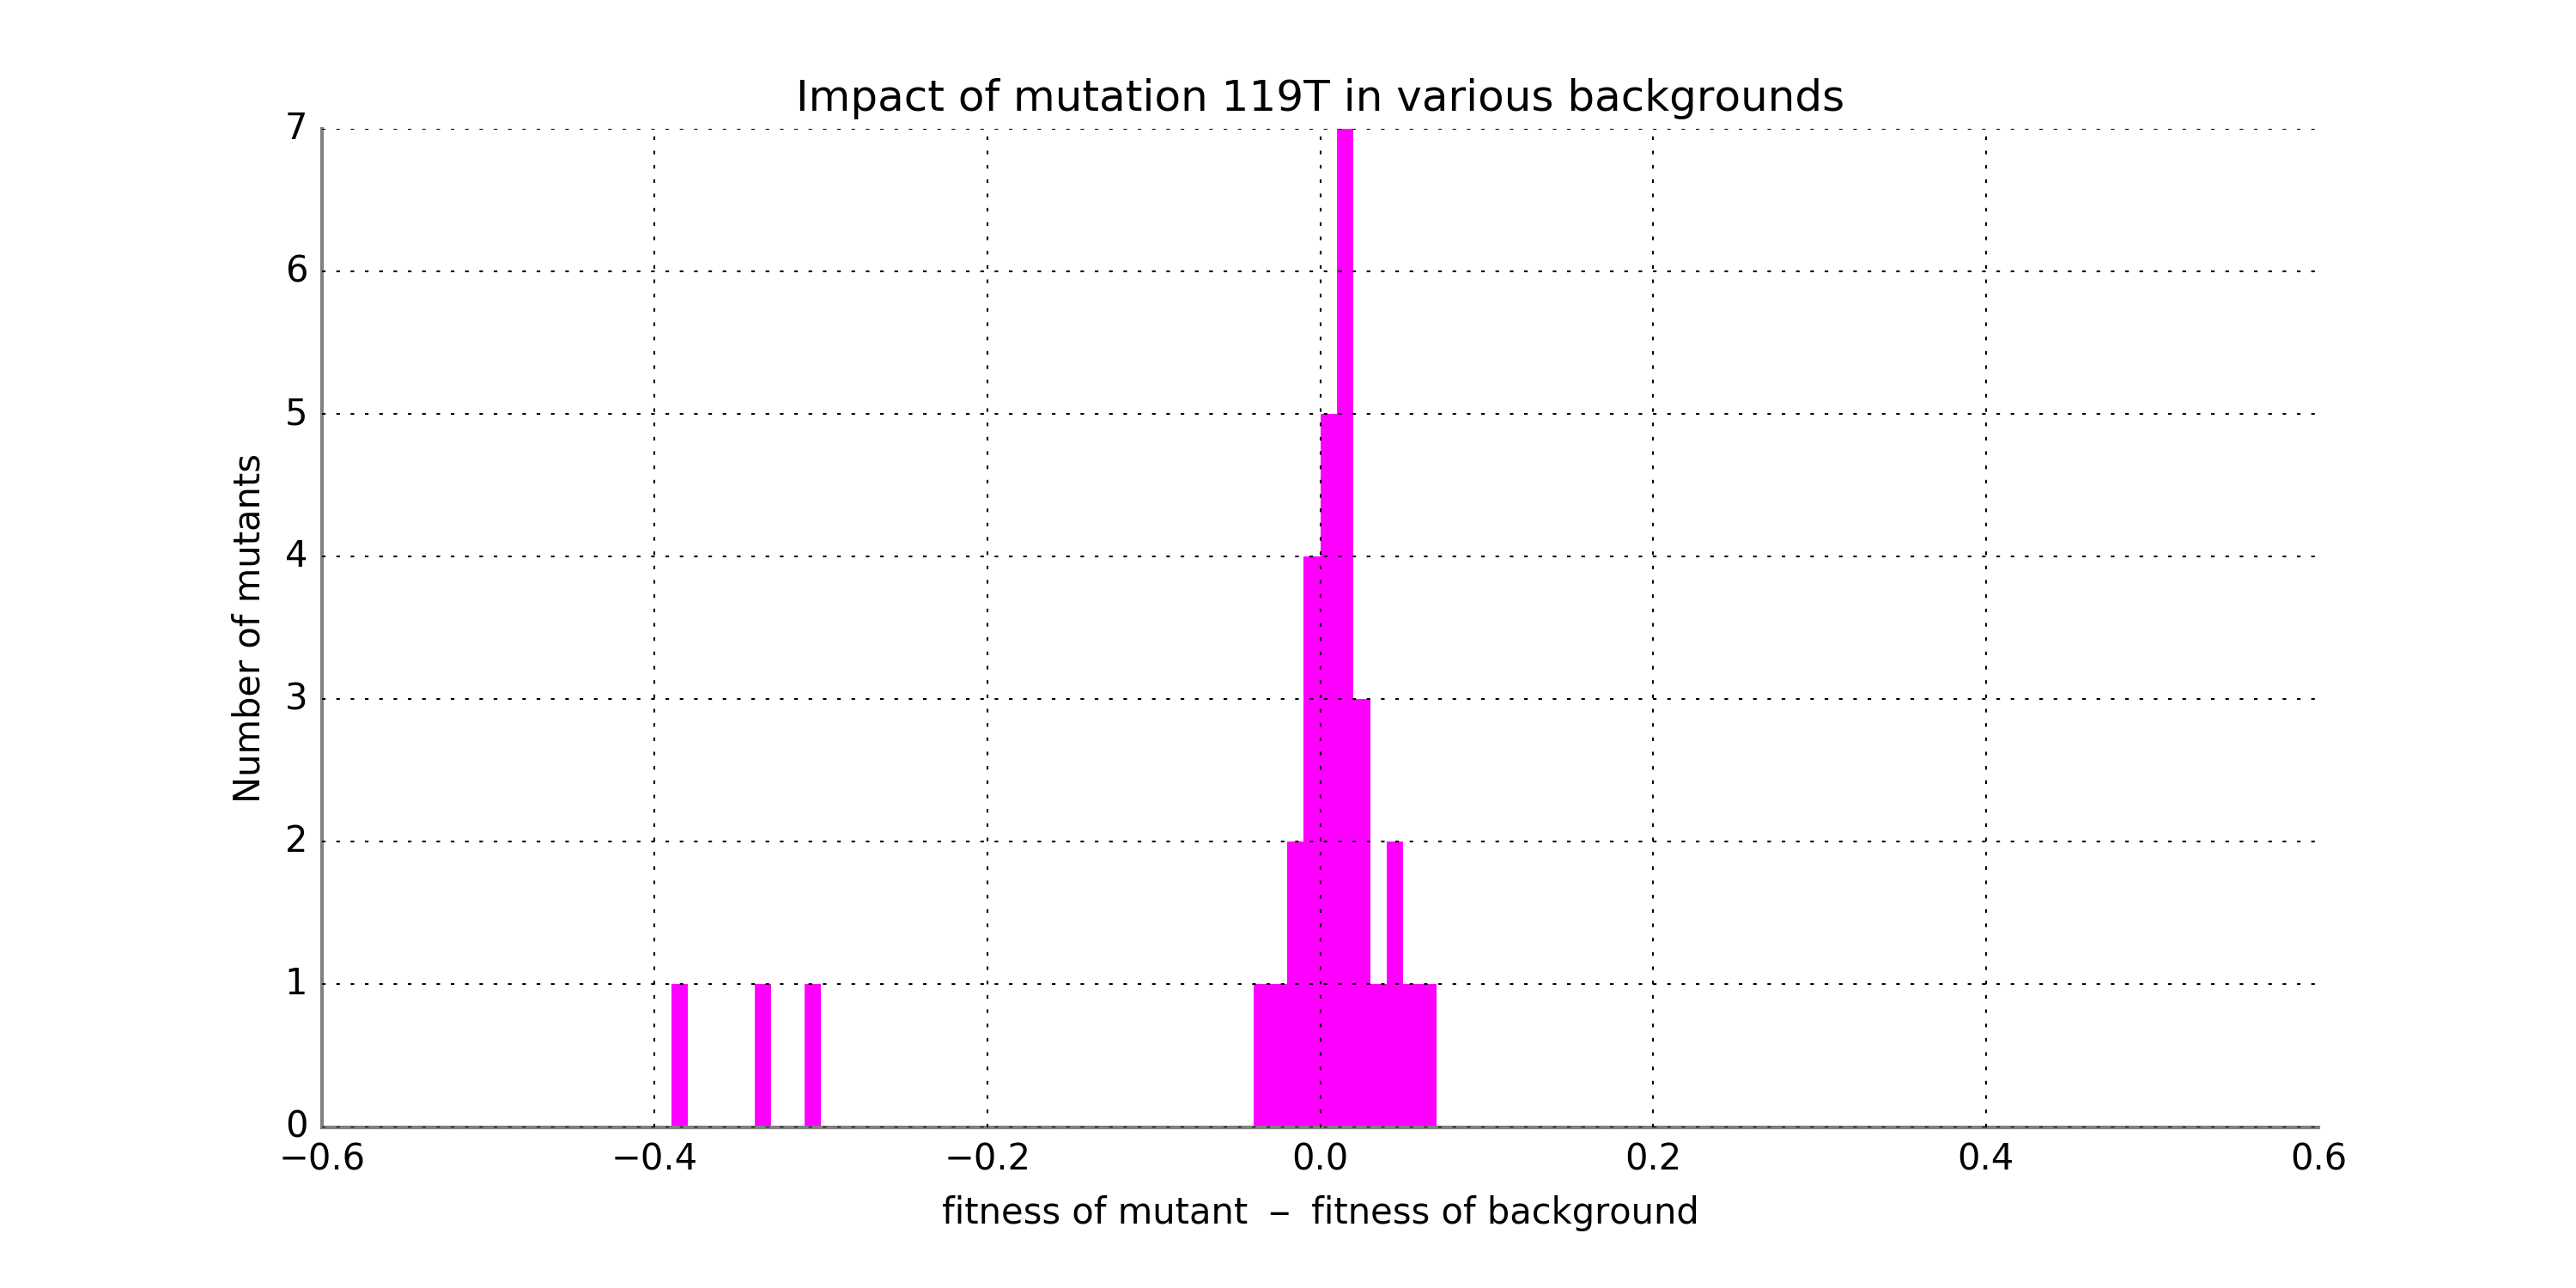 Impact of mutation 119T in various backgrounds
7
6
5
4
3
2
1
0
Number of mutants
−0.6 −0.4 −0.2 0.0 0.2 0.4 0.6
fitness of mutant − fitness of background